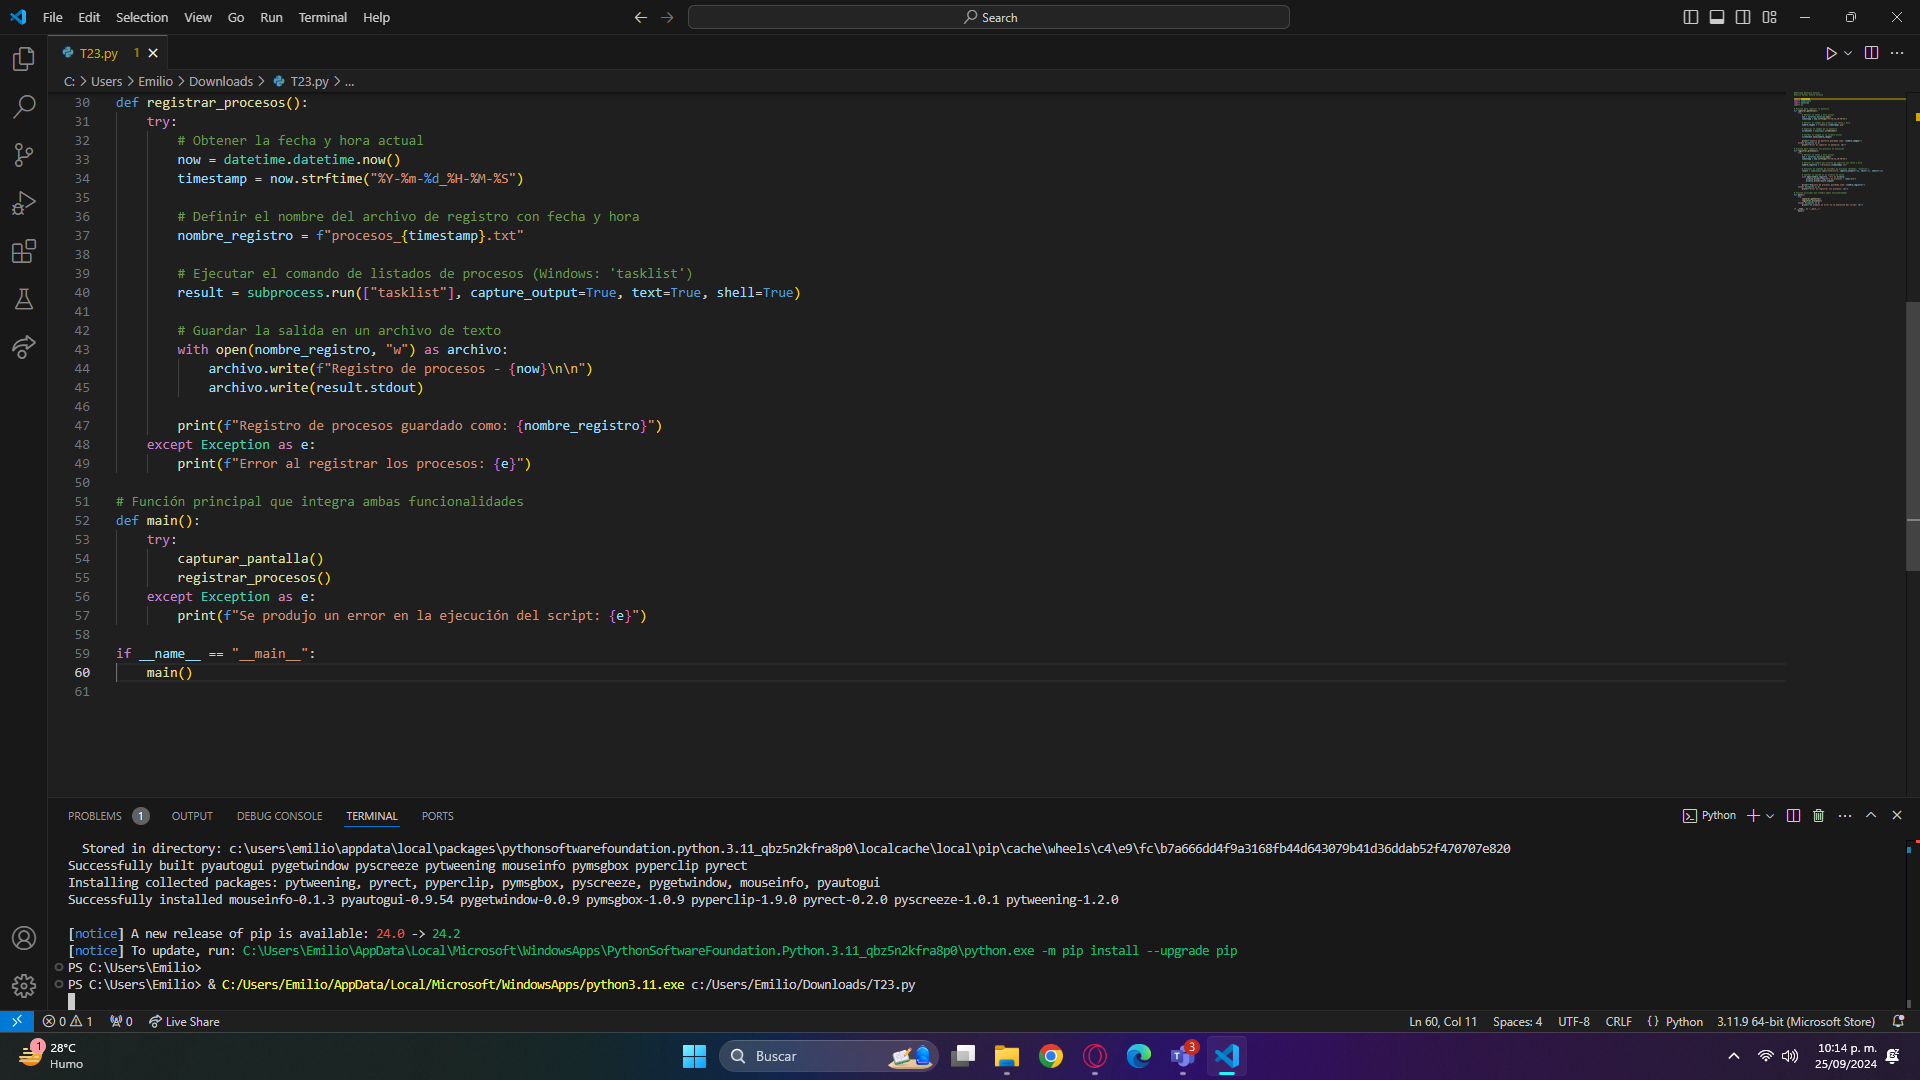 File Edit Selection View Go Run Terminal Help
Search
T23.py 1
C: > Users > Emilio > Downloads > T23.py > ...
30 def registrar_procesos():
31 try:
32 # Obtener la fecha y hora actual
33 now = datetime.datetime.now()
34 timestamp = now.strftime("%Y-%m-%d_%H-%M-%S")
35
36 # Definir el nombre del archivo de registro con fecha y hora
37 nombre_registro = f"procesos_{timestamp}.txt"
38
39 # Ejecutar el comando de listados de procesos (Windows: 'tasklist')
40 result = subprocess.run(["tasklist"], capture_output=True, text=True, shell=True)
41
42 # Guardar la salida en un archivo de texto
43 with open(nombre_registro, "w") as archivo:
44 archivo.write(f"Registro de procesos - {now}\n\n")
45 archivo.write(result.stdout)
46
47 print(f"Registro de procesos guardado como: {nombre_registro}")
48 except Exception as e:
49 print(f"Error al registrar los procesos: {e}")
50
51 # Función principal que integra ambas funcionalidades
52 def main():
53 try:
54 capturar_pantalla()
55 registrar_procesos()
56 except Exception as e:
57 print(f"Se produjo un error en la ejecución del script: {e}")
58
59 if __name__ == "__main__":
60 main()
61
PROBLEMS 1 OUTPUT DEBUG CONSOLE TERMINAL PORTS
Python
Stored in directory: c:\users\emilio\appdata\local\packages\pythonsoftwarefoundation.python.3.11_qbz5n2kfra8p0\localcache\local\pip\cache\wheels\c4\e9\fc\b7a666dd4f9a3168fb44d643079b41d36ddab52f470707e820
Successfully built pyautogui pygetwindow pyscreeze pytweening mouseinfo pymsgbox pyperclip pyrect
Installing collected packages: pytweening, pyrect, pyperclip, pymsgbox, pyscreeze, pygetwindow, mouseinfo, pyautogui
Successfully installed mouseinfo-0.1.3 pyautogui-0.9.54 pygetwindow-0.0.9 pymsgbox-1.0.9 pyperclip-1.9.0 pyrect-0.2.0 pyscreeze-1.0.1 pytweening-1.2.0
[notice] A new release of pip is available: 24.0 -> 24.2
[notice] To update, run: C:\Users\Emilio\AppData\Local\Microsoft\WindowsApps\PythonSoftwareFoundation.Python.3.11_qbz5n2kfra8p0\python.exe -m pip install --upgrade pip
PS C:\Users\Emilio>
PS C:\Users\Emilio> & C:/Users/Emilio/AppData/Local/Microsoft/WindowsApps/python3.11.exe c:/Users/Emilio/Downloads/T23.py
0 1 0 Live Share
Ln 60, Col 11 Spaces: 4 UTF-8 CRLF {} Python 3.11.9 64-bit (Microsoft Store)
1
28°C
Humo
Buscar
3
10:14 p. m.
25/09/2024